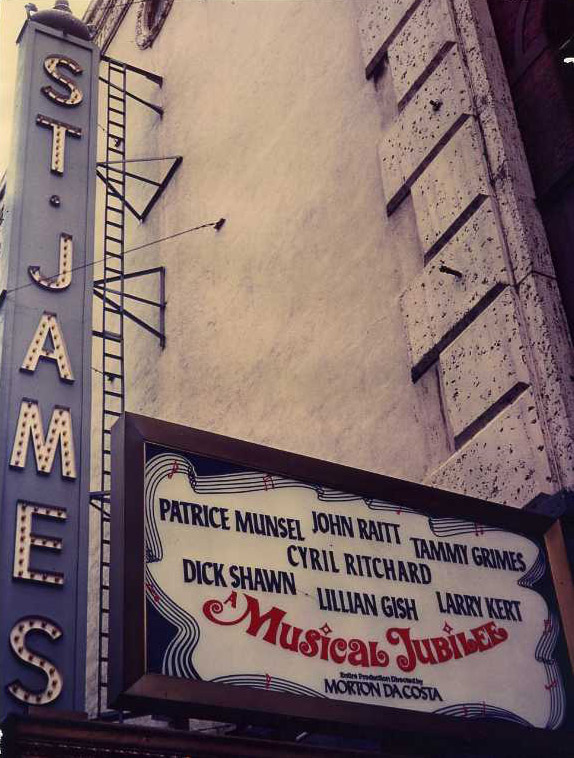 ST. JAMES
PATRICE MUNSEL JOHN RAITT TAMMY GRIMES
CYRIL RITCHARD
DICK SHAWN LILLIAN GISH LARRY KERT
A MUSICAL JUBILEE
Entire Production Directed by
MORTON DA COSTA